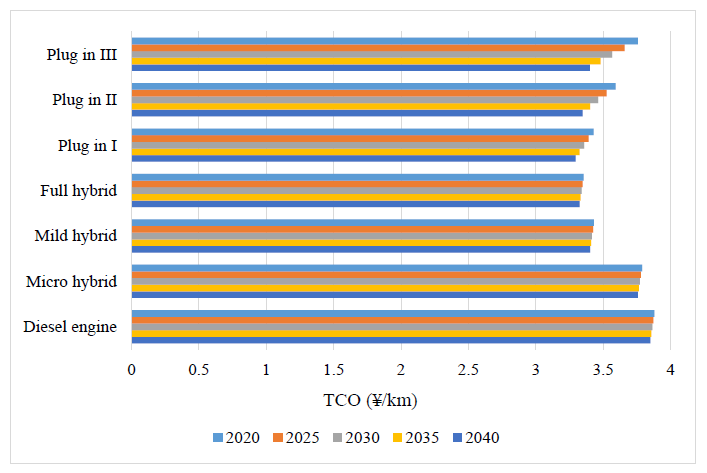 Plug in III
Plug in II
Plug in I
Full hybrid
Mild hybrid
Micro hybrid
Diesel engine
0 0.5 1 1.5 2 2.5 3 3.5 4
TCO (¥/km)
2020 2025 2030 2035 2040